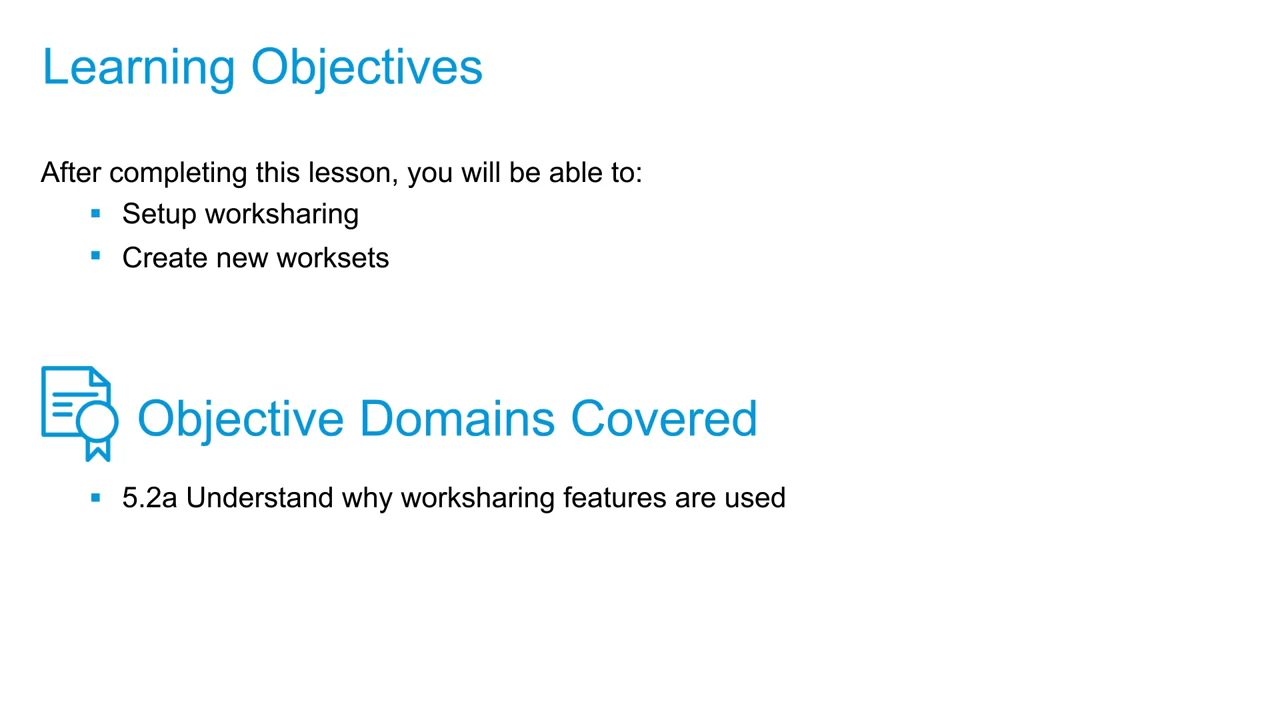 Learning Objectives
After completing this lesson, you will be able to:
▪ Setup worksharing
▪ Create new worksets
Objective Domains Covered
▪ 5.2a Understand why worksharing features are used